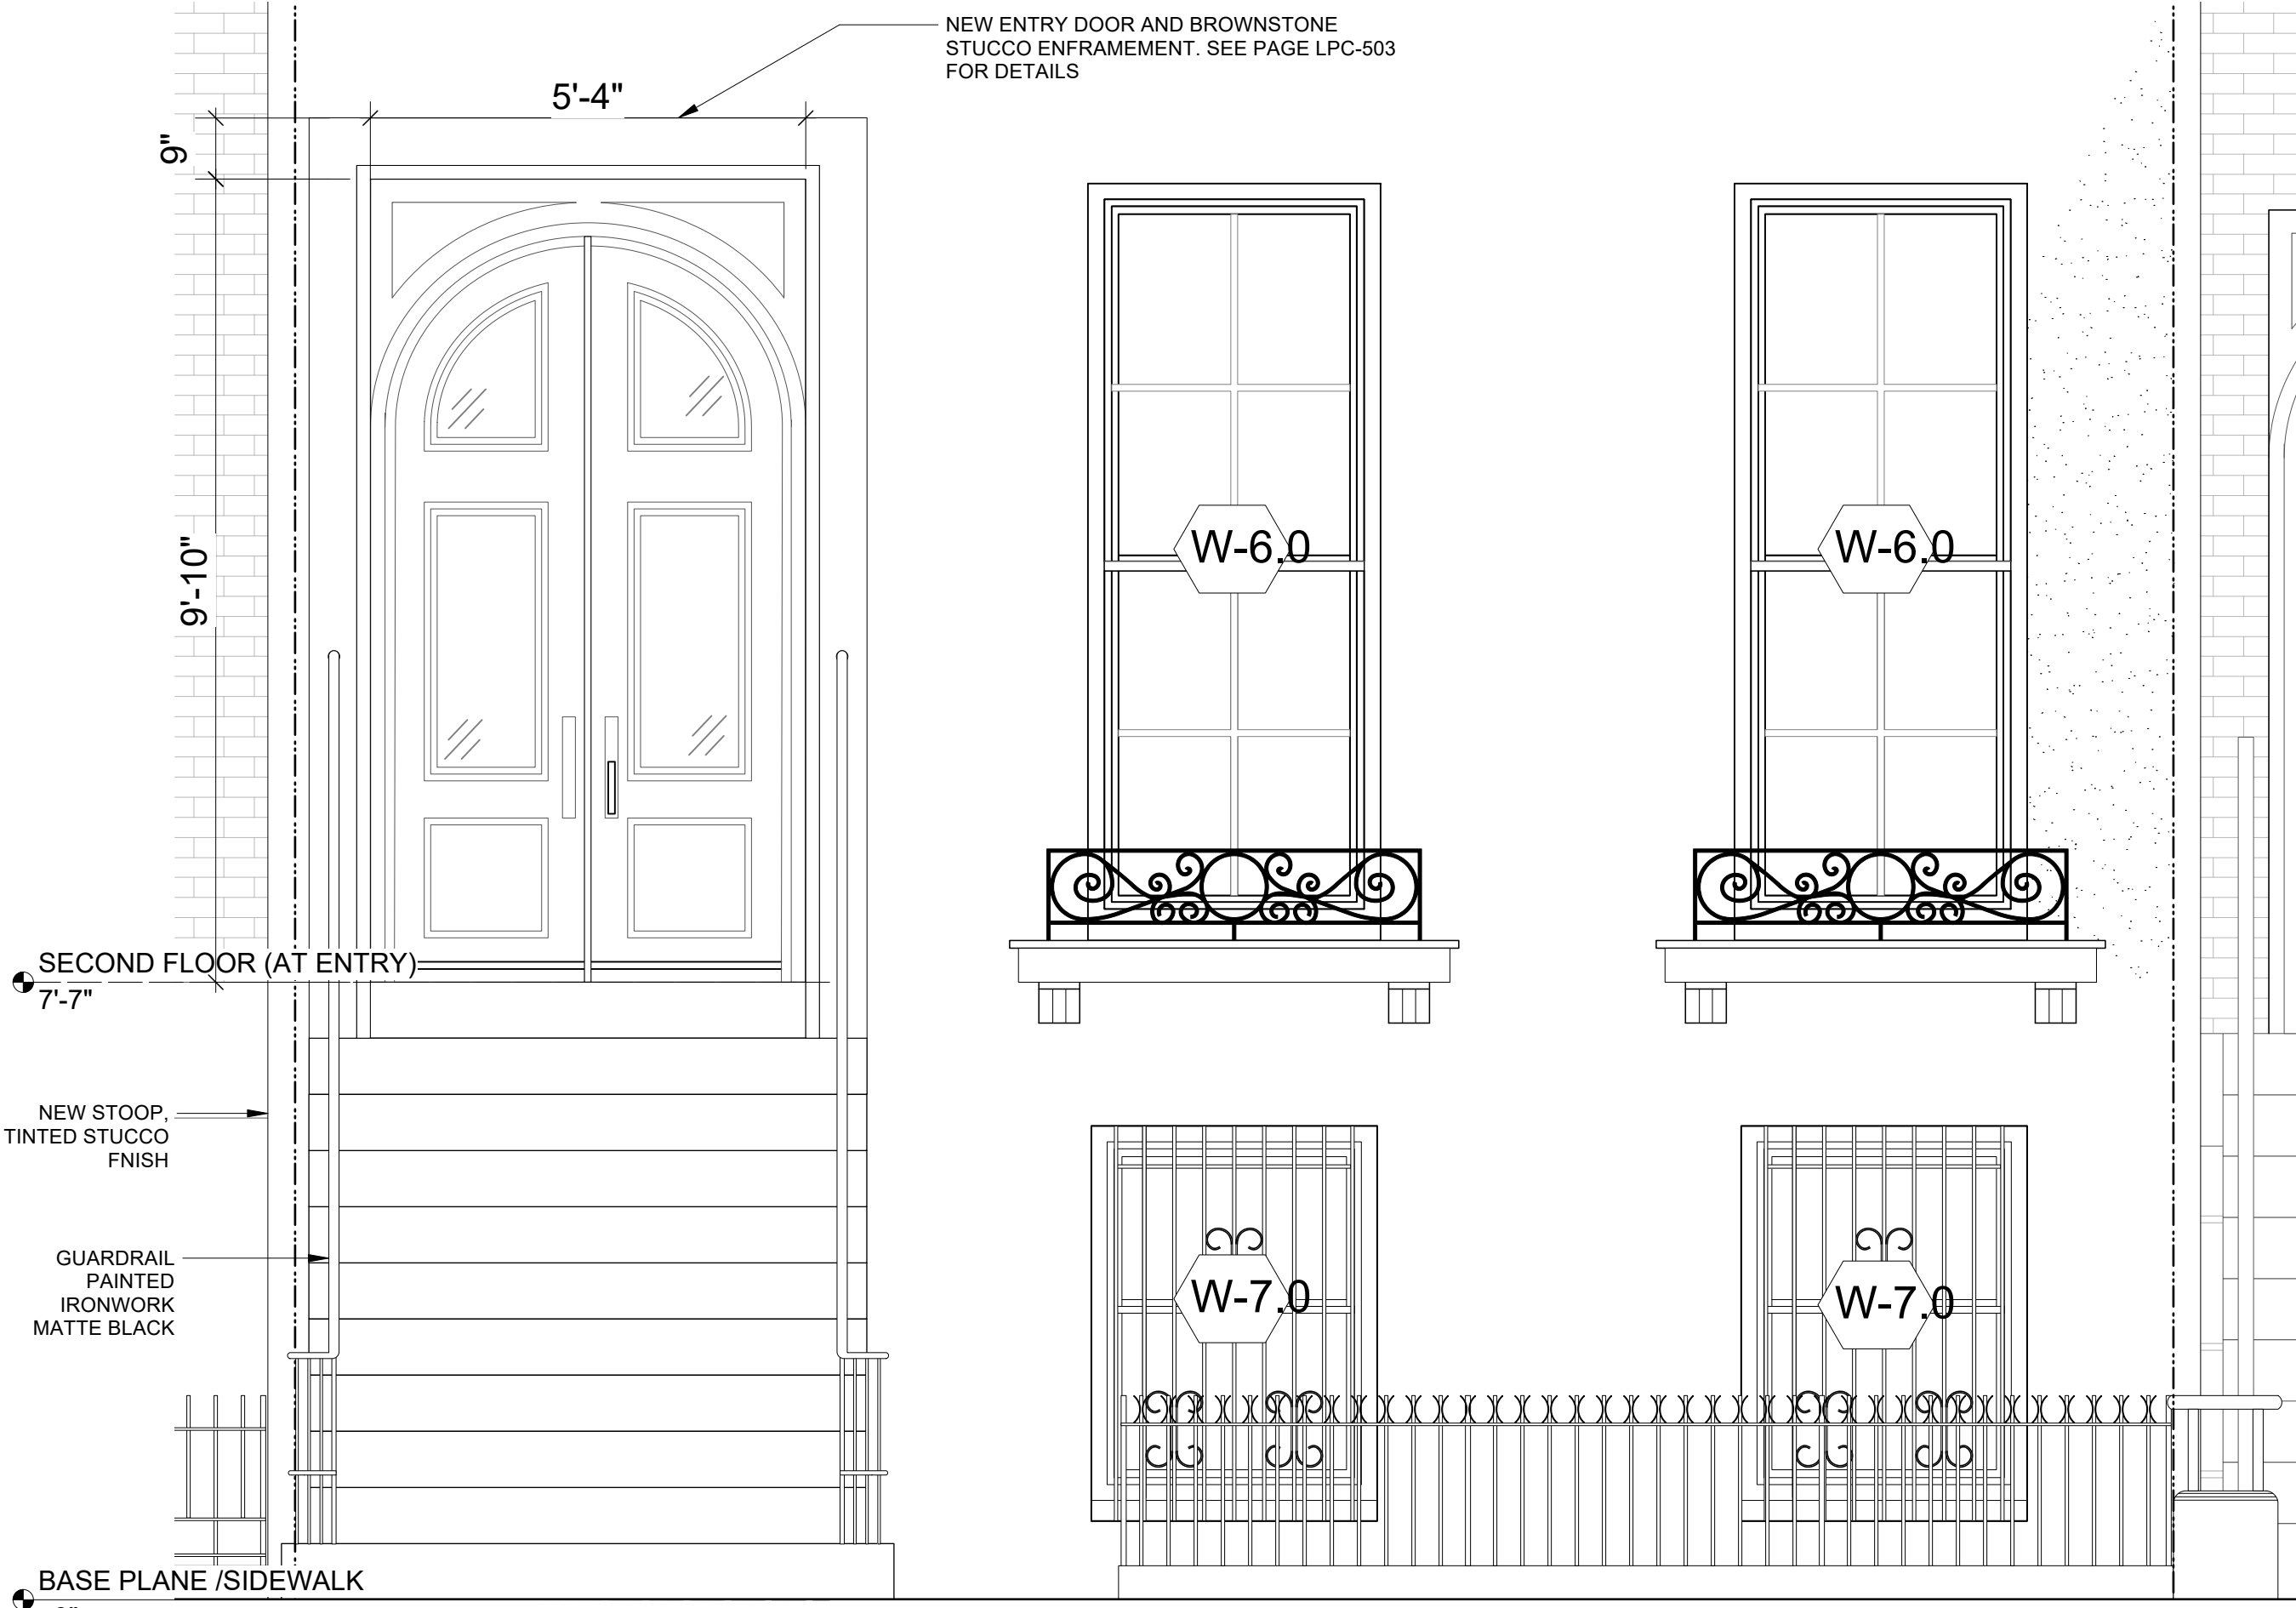 NEW ENTRY DOOR AND BROWNSTONE
STUCCO ENFRAMEMENT. SEE PAGE LPC-503
FOR DETAILS
5'-4"
9"
9'-10"
W-6.0
W-6.0
SECOND FLOOR (AT ENTRY)
7'-7"
NEW STOOP,
TINTED STUCCO
FNISH
GUARDRAIL
PAINTED
IRONWORK
MATTE BLACK
W-7.0
W-7.0
BASE PLANE /SIDEWALK